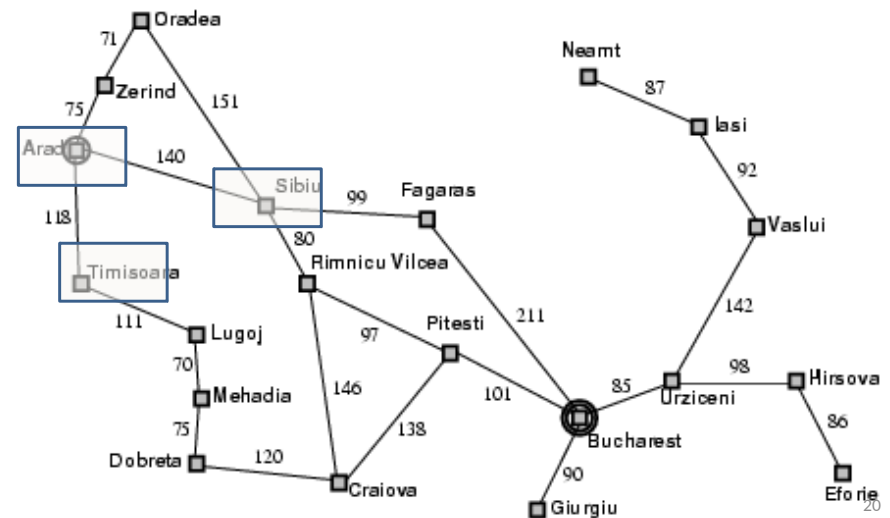 Oradea
71
Neamt
Zerind
87
151
75
Iasi
Arad
140
92
Sibiu
99
Fagaras
118
80
Vaslui
Timisoara
Rimnicu Vilcea
111
Lugoj
97
Pitesti
211
142
70
98
Hirsova
146
101
85
Urziceni
Mehadia
75
138
86
Bucharest
Dobreta
120
90
Craiova
Giurgiu
Eforie
20